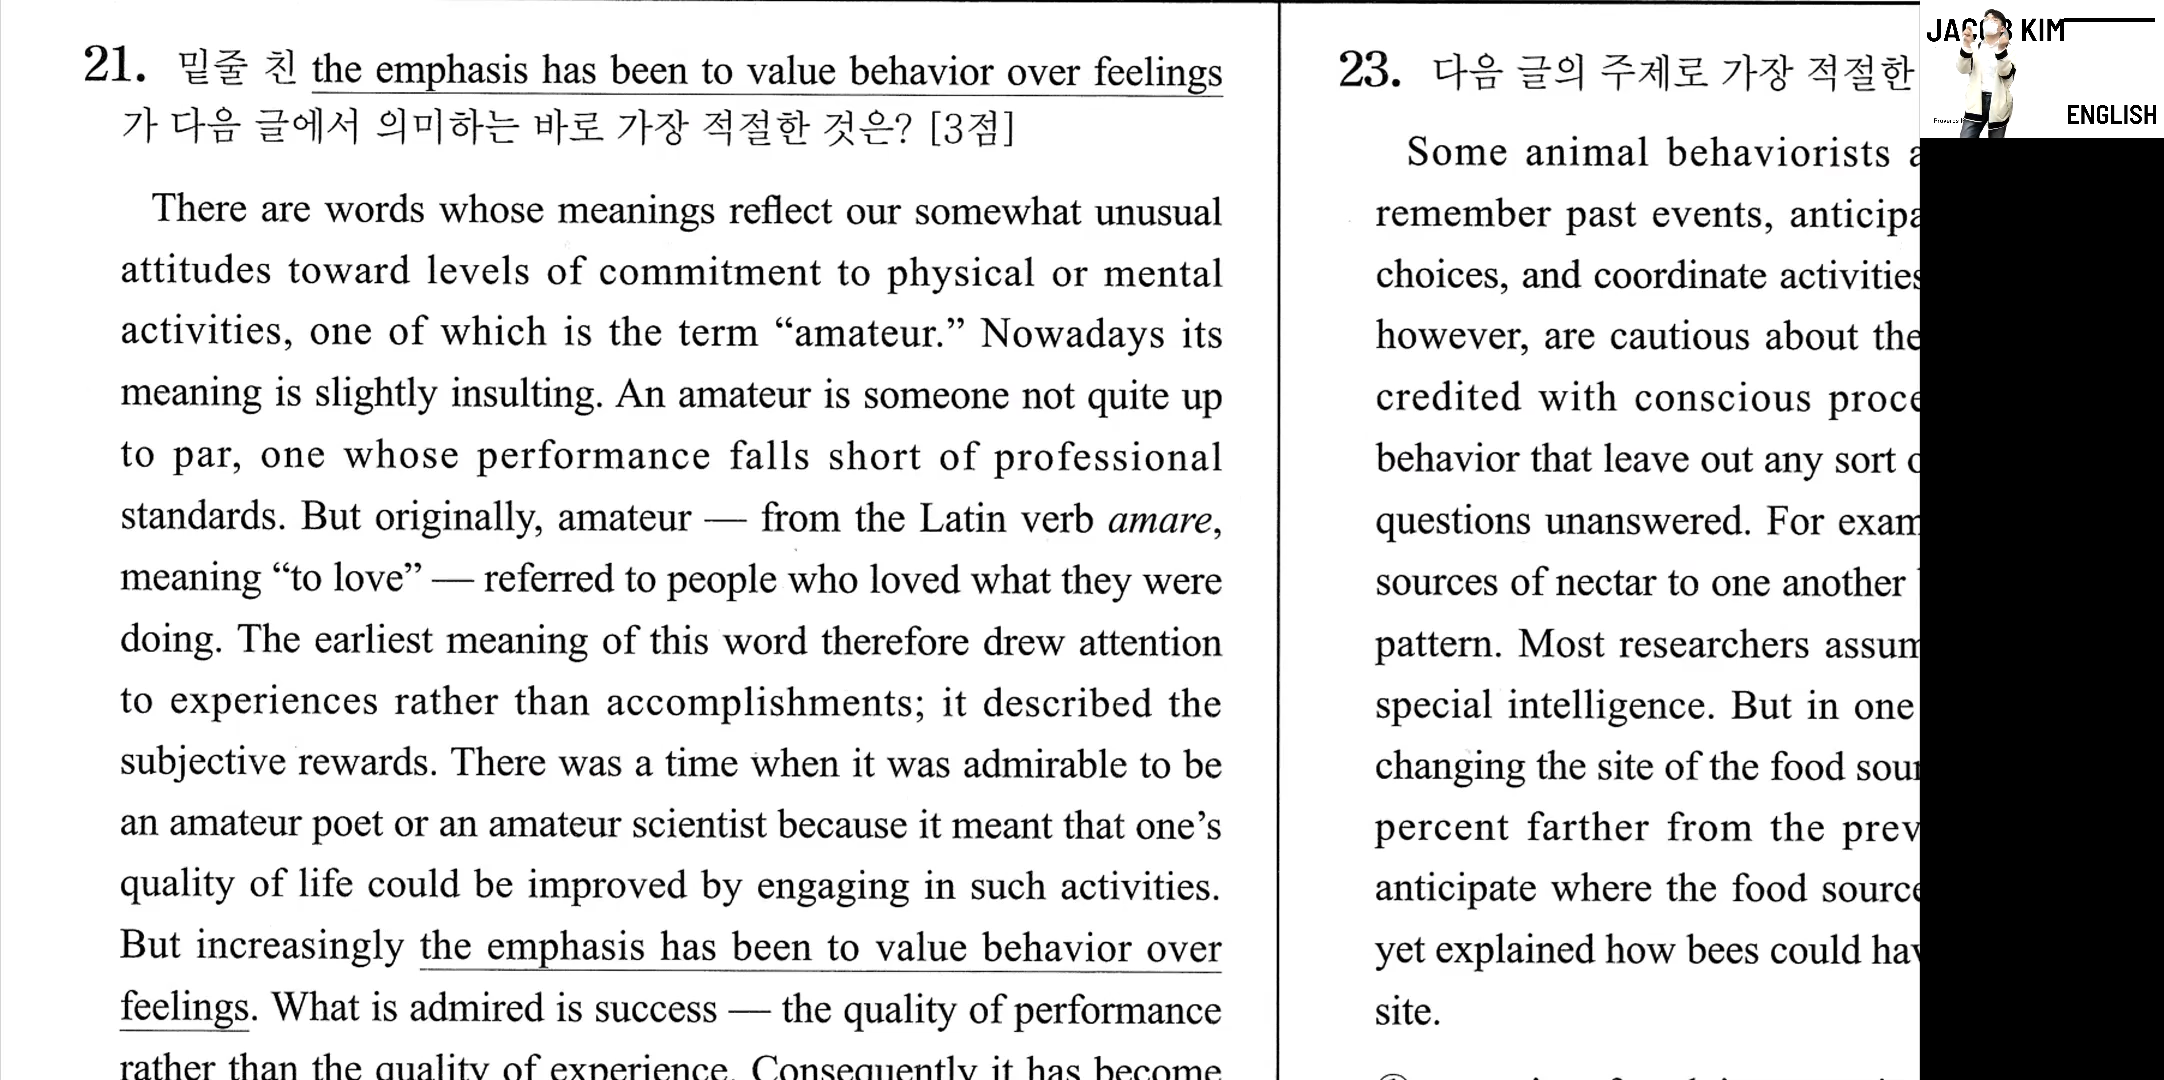 21. 밑줄 친 the emphasis has been to value behavior over feelings
가 다음 글에서 의미하는 바로 가장 적절한 것은? [3점]
There are words whose meanings reflect our somewhat unusual
attitudes toward levels of commitment to physical or mental
activities, one of which is the term “amateur.” Nowadays its
meaning is slightly insulting. An amateur is someone not quite up
to par, one whose performance falls short of professional
standards. But originally, amateur — from the Latin verb amare,
meaning “to love” — referred to people who loved what they were
doing. The earliest meaning of this word therefore drew attention
to experiences rather than accomplishments; it described the
subjective rewards. There was a time when it was admirable to be
an amateur poet or an amateur scientist because it meant that one’s
quality of life could be improved by engaging in such activities.
But increasingly the emphasis has been to value behavior over
feelings. What is admired is success — the quality of performance
rather than the quality of experience. Consequently it has become
23. 다음 글의 주제로 가장 적절한
Some animal behaviorists
remember past events,
choices, and coordinate
however, are cautious about
credited with conscious
behavior that leave out any sort
questions unanswered. For
sources of nectar to one another
pattern. Most researchers
special intelligence. But in one
changing the site of the food
percent farther from the
anticipate where the food
yet explained how bees could
site.
JACOB KIM
ENGLISH